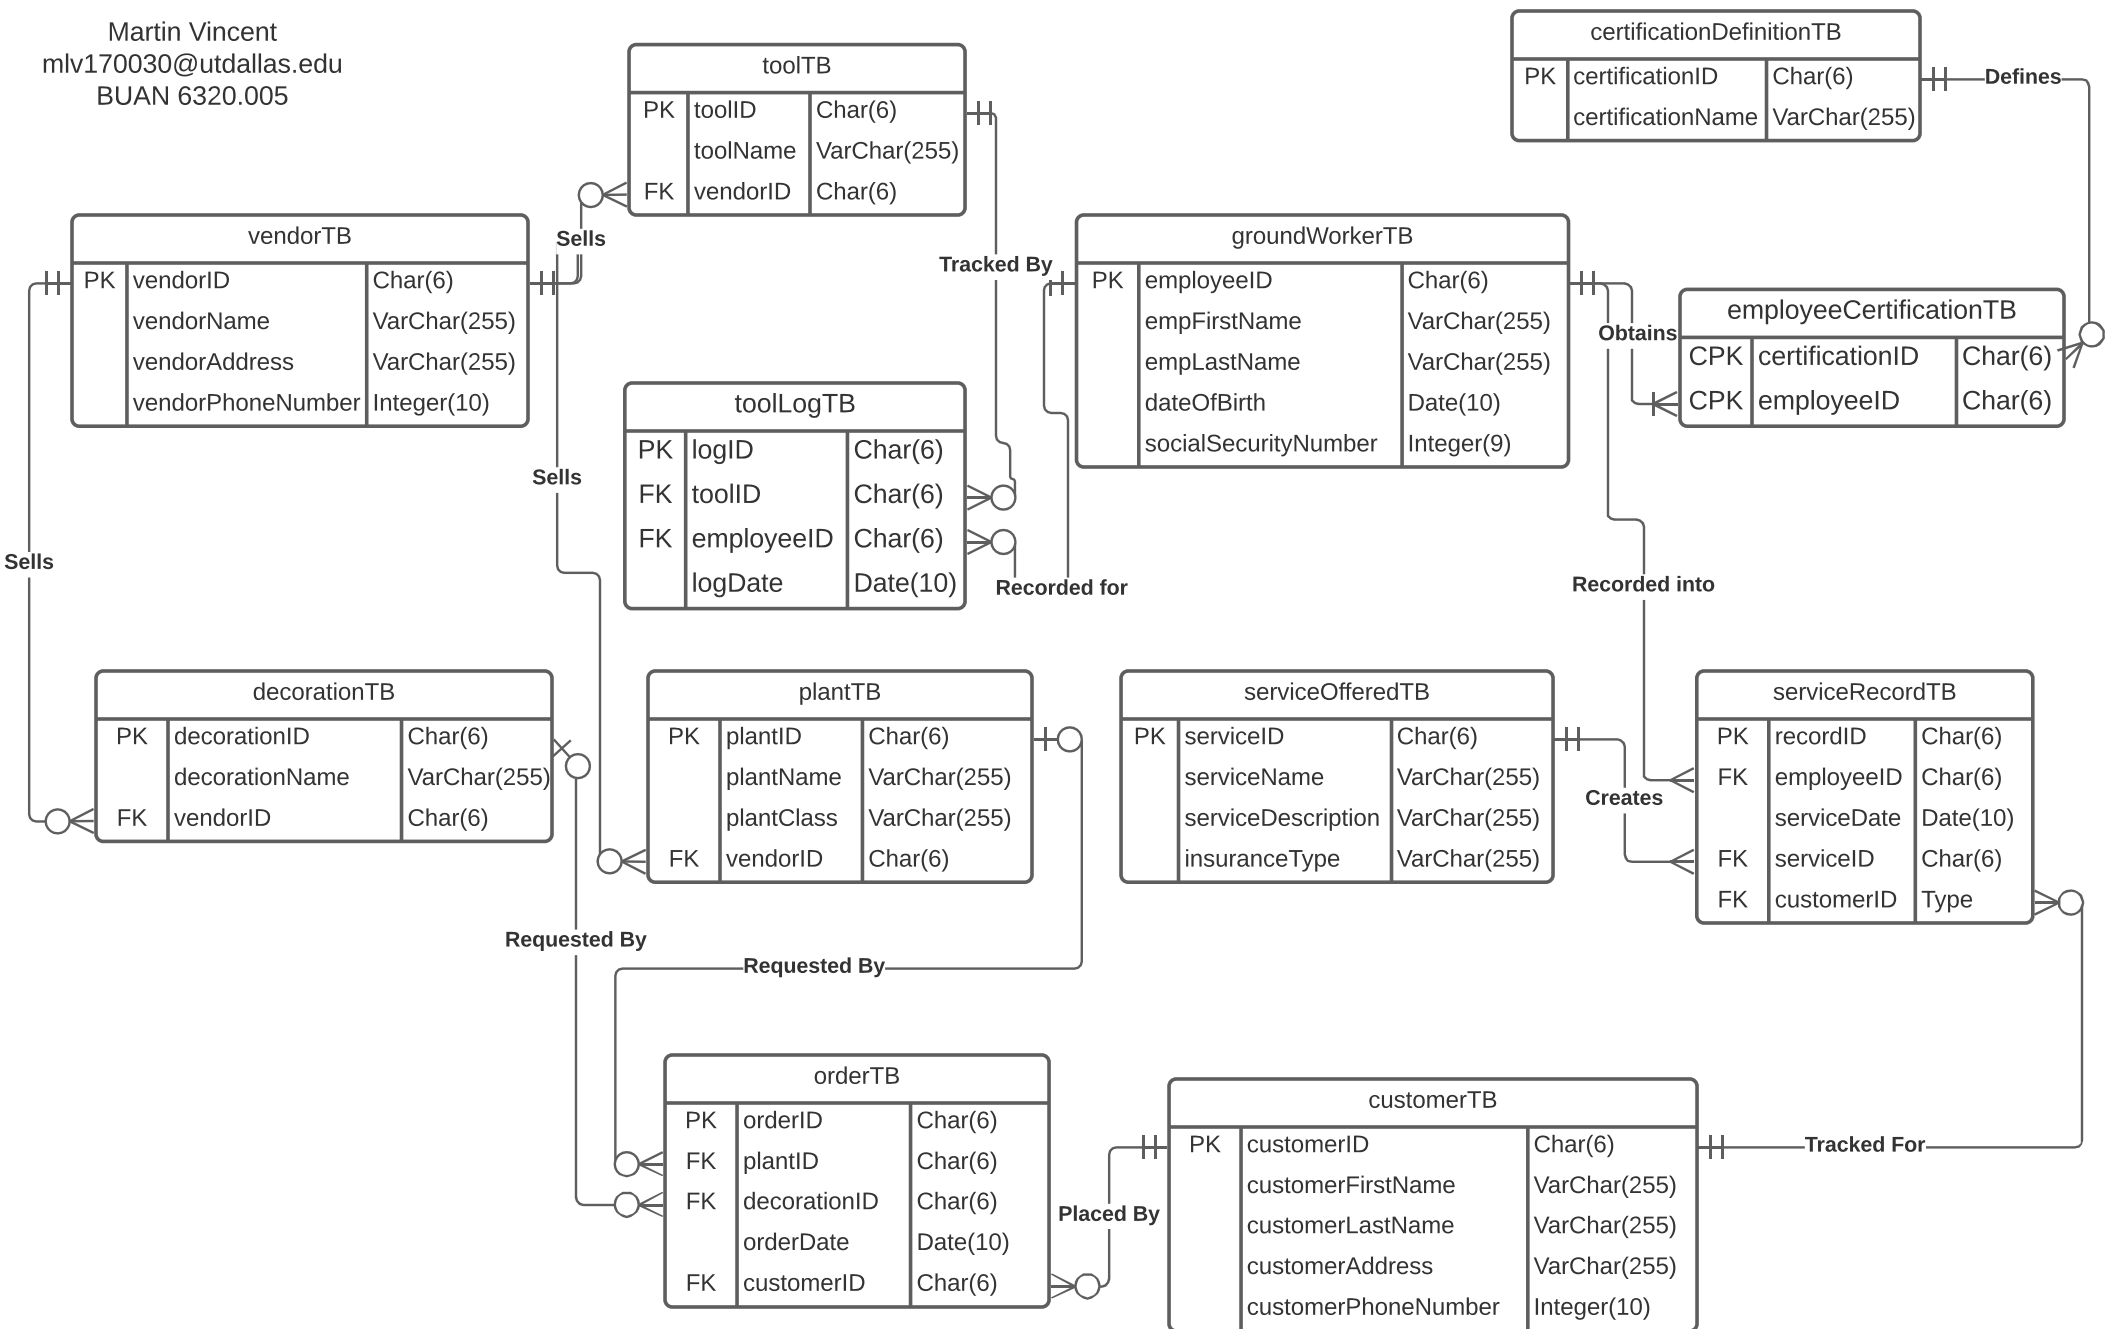 Martin Vincent
mlv170030@utdallas.edu
BUAN 6320.005
toolTB
PK toolID Char(6)
toolName VarChar(255)
FK vendorID Char(6)
certificationDefinitionTB
PK certificationID Char(6)
certificationName VarChar(255)
Defines
vendorTB
PK vendorID Char(6)
vendorName VarChar(255)
vendorAddress VarChar(255)
vendorPhoneNumber Integer(10)
Sells
Sells
Sells
Tracked By
groundWorkerTB
PK employeeID Char(6)
empFirstName VarChar(255)
empLastName VarChar(255)
dateOfBirth Date(10)
socialSecurityNumber Integer(9)
Obtains
employeeCertificationTB
CPK certificationID Char(6)
CPK employeeID Char(6)
toolLogTB
PK logID Char(6)
FK toolID Char(6)
FK employeeID Char(6)
logDate Date(10)
Recorded for
Recorded into
decorationTB
PK decorationID Char(6)
decorationName VarChar(255)
FK vendorID Char(6)
plantTB
PK plantID Char(6)
plantName VarChar(255)
plantClass VarChar(255)
FK vendorID Char(6)
serviceOfferedTB
PK serviceID Char(6)
serviceName VarChar(255)
serviceDescription VarChar(255)
insuranceType VarChar(255)
Creates
serviceRecordTB
PK recordID Char(6)
FK employeeID Char(6)
serviceDate Date(10)
FK serviceID Char(6)
FK customerID Type
Requested By
Requested By
orderTB
PK orderID Char(6)
FK plantID Char(6)
FK decorationID Char(6)
orderDate Date(10)
FK customerID Char(6)
Placed By
customerTB
PK customerID Char(6)
customerFirstName VarChar(255)
customerLastName VarChar(255)
customerAddress VarChar(255)
customerPhoneNumber Integer(10)
Tracked For